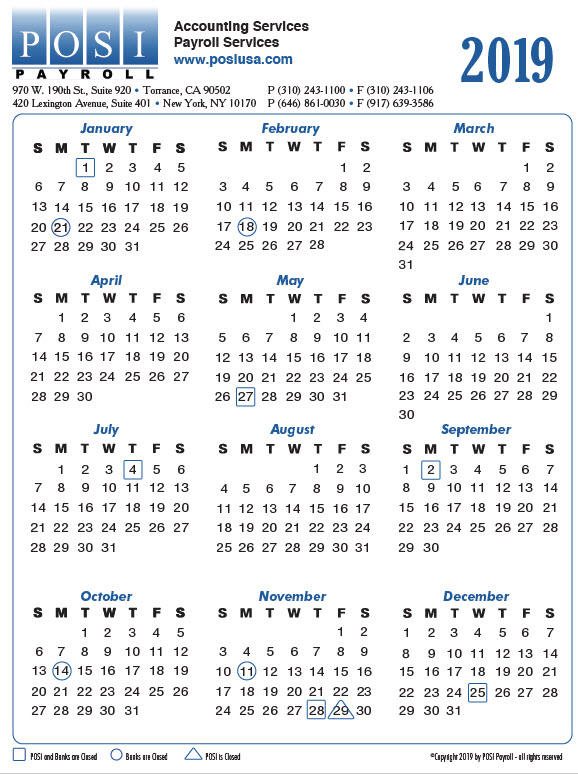 POSI
PAYROLL
Accounting Services
Payroll Services
www.posiusa.com
2019
970 W. 190th St., Suite 920 • Torrance, CA 90502 P (310) 243-1100 • F (310) 243-1106
420 Lexington Avenue, Suite 401 • New York, NY 10170 P (646) 861-0030 • F (917) 639-3586
January
S M T W T F S
1 2 3 4 5
6 7 8 9 10 11 12
13 14 15 16 17 18 19
20 21 22 23 24 25 26
27 28 29 30 31
February
S M T W T F S
1 2
3 4 5 6 7 8 9
10 11 12 13 14 15 16
17 18 19 20 21 22 23
24 25 26 27 28
March
S M T W T F S
1 2
3 4 5 6 7 8 9
10 11 12 13 14 15 16
17 18 19 20 21 22 23
24 25 26 27 28 29 30
31
April
S M T W T F S
1 2 3 4 5 6
7 8 9 10 11 12 13
14 15 16 17 18 19 20
21 22 23 24 25 26 27
28 29 30
May
S M T W T F S
1 2 3 4
5 6 7 8 9 10 11
12 13 14 15 16 17 18
19 20 21 22 23 24 25
26 27 28 29 30 31
June
S M T W T F S
1
2 3 4 5 6 7 8
9 10 11 12 13 14 15
16 17 18 19 20 21 22
23 24 25 26 27 28 29
30
July
S M T W T F S
1 2 3 4 5 6
7 8 9 10 11 12 13
14 15 16 17 18 19 20
21 22 23 24 25 26 27
28 29 30 31
August
S M T W T F S
1 2 3
4 5 6 7 8 9 10
11 12 13 14 15 16 17
18 19 20 21 22 23 24
25 26 27 28 29 30 31
September
S M T W T F S
1 2 3 4 5 6 7
8 9 10 11 12 13 14
15 16 17 18 19 20 21
22 23 24 25 26 27 28
29 30
October
S M T W T F S
1 2 3 4 5
6 7 8 9 10 11 12
13 14 15 16 17 18 19
20 21 22 23 24 25 26
27 28 29 30 31
November
S M T W T F S
1 2
3 4 5 6 7 8 9
10 11 12 13 14 15 16
17 18 19 20 21 22 23
24 25 26 27 28 29 30
December
S M T W T F S
1 2 3 4 5 6 7
8 9 10 11 12 13 14
15 16 17 18 19 20 21
22 23 24 25 26 27 28
29 30 31
POSI and Banks are Closed Banks are Closed POSI is Closed
©Copyright 2019 by POSI Payroll - all rights reserved